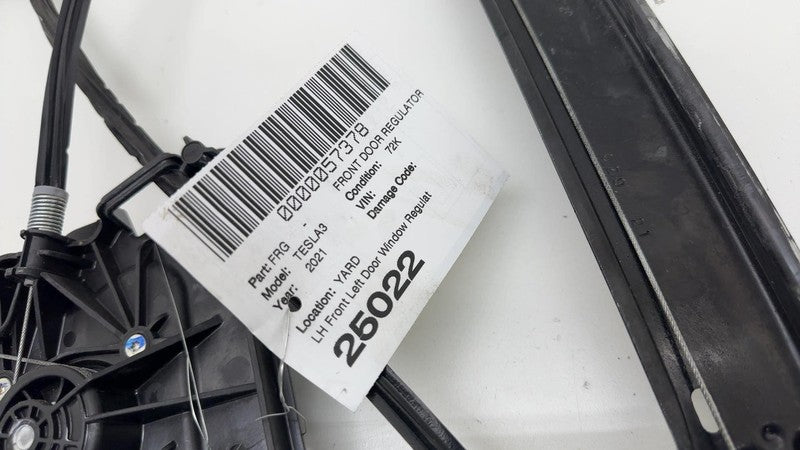 0000057378
Part: FRG - FRONT DOOR REGULATOR
Model: TESLA3 Condition: 72K
Year: 2021 VIN:
Damage Code:
Location: YARD
LH Front Left Door Window Regulat
25022